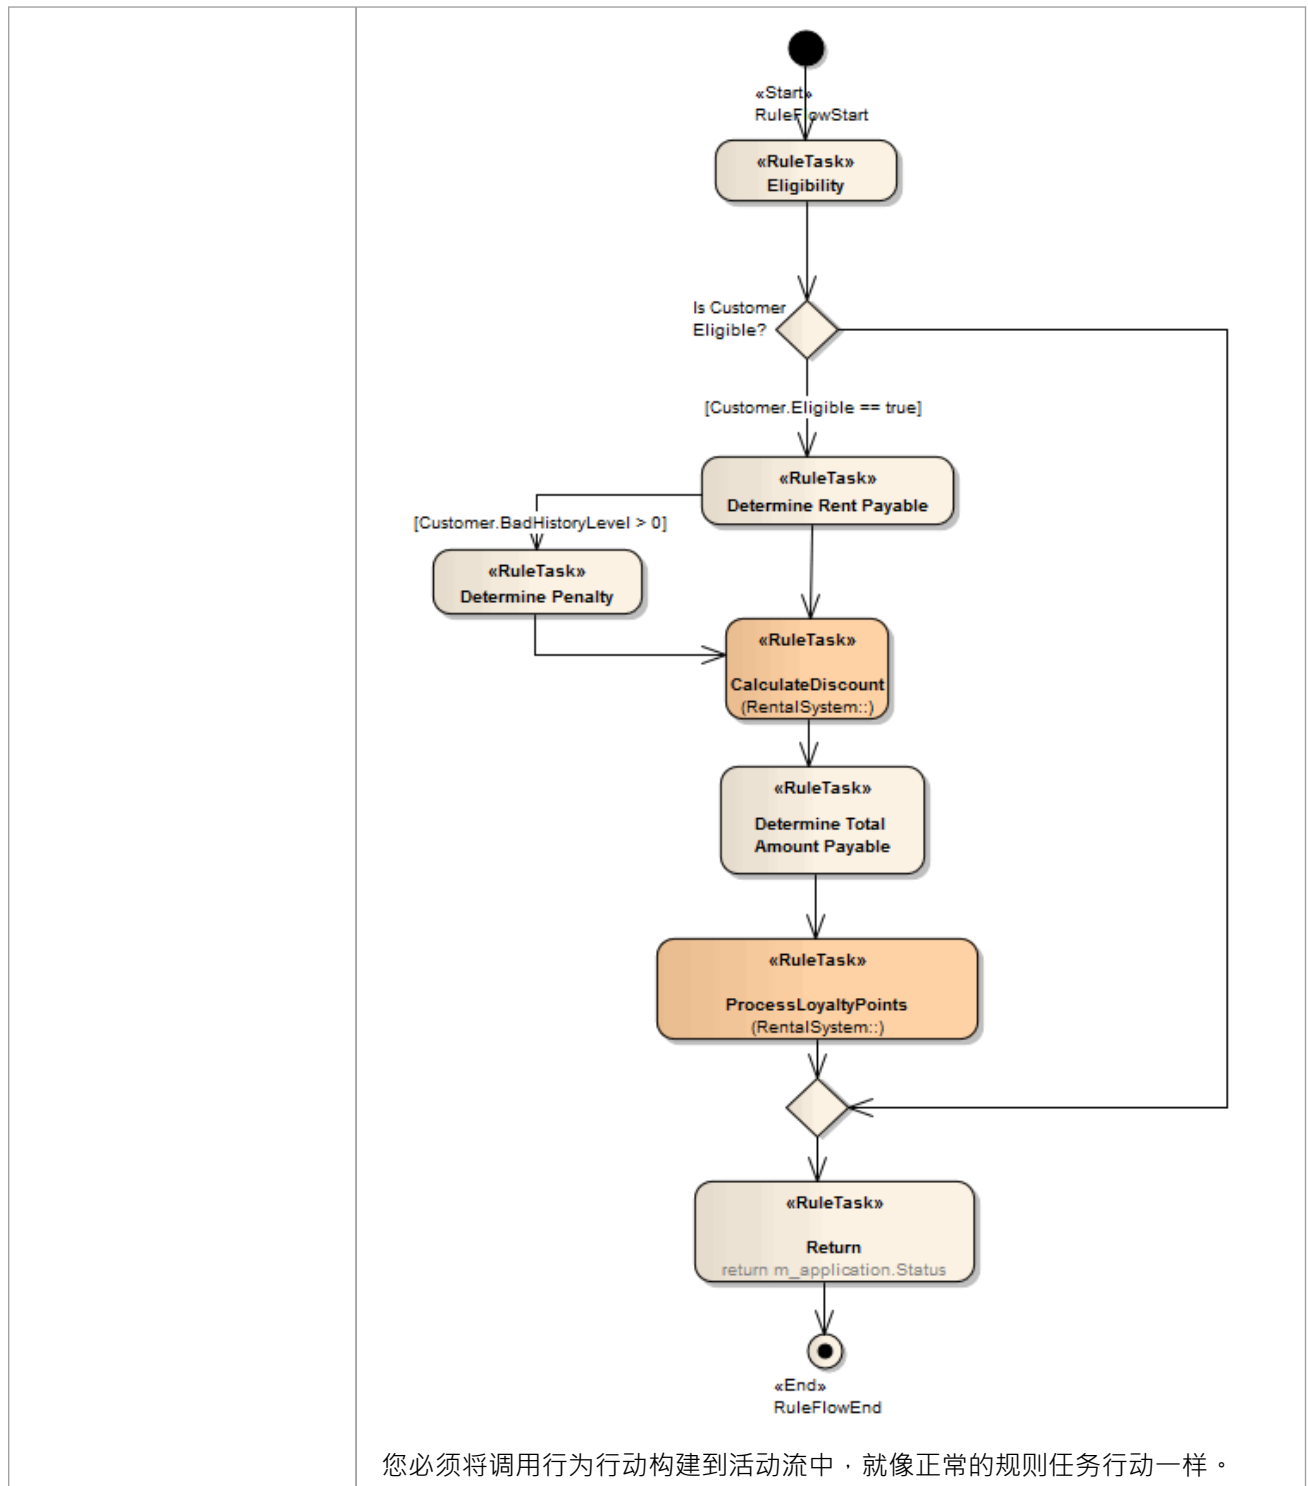 «Start»
RuleFlowStart
«RuleTask»
Eligibility
Is Customer
Eligible?
[Customer.Eligible == true]
«RuleTask»
Determine Rent Payable
[Customer.BadHistoryLevel > 0]
«RuleTask»
Determine Penalty
«RuleTask»
CalculateDiscount
(RentalSystem::)
«RuleTask»
Determine Total
Amount Payable
«RuleTask»
ProcessLoyaltyPoints
(RentalSystem::)
«RuleTask»
Return
return m_application.Status
«End»
RuleFlowEnd
您必须将调用行为行动构建到活动流中，就像正常的规则任务行动一样。